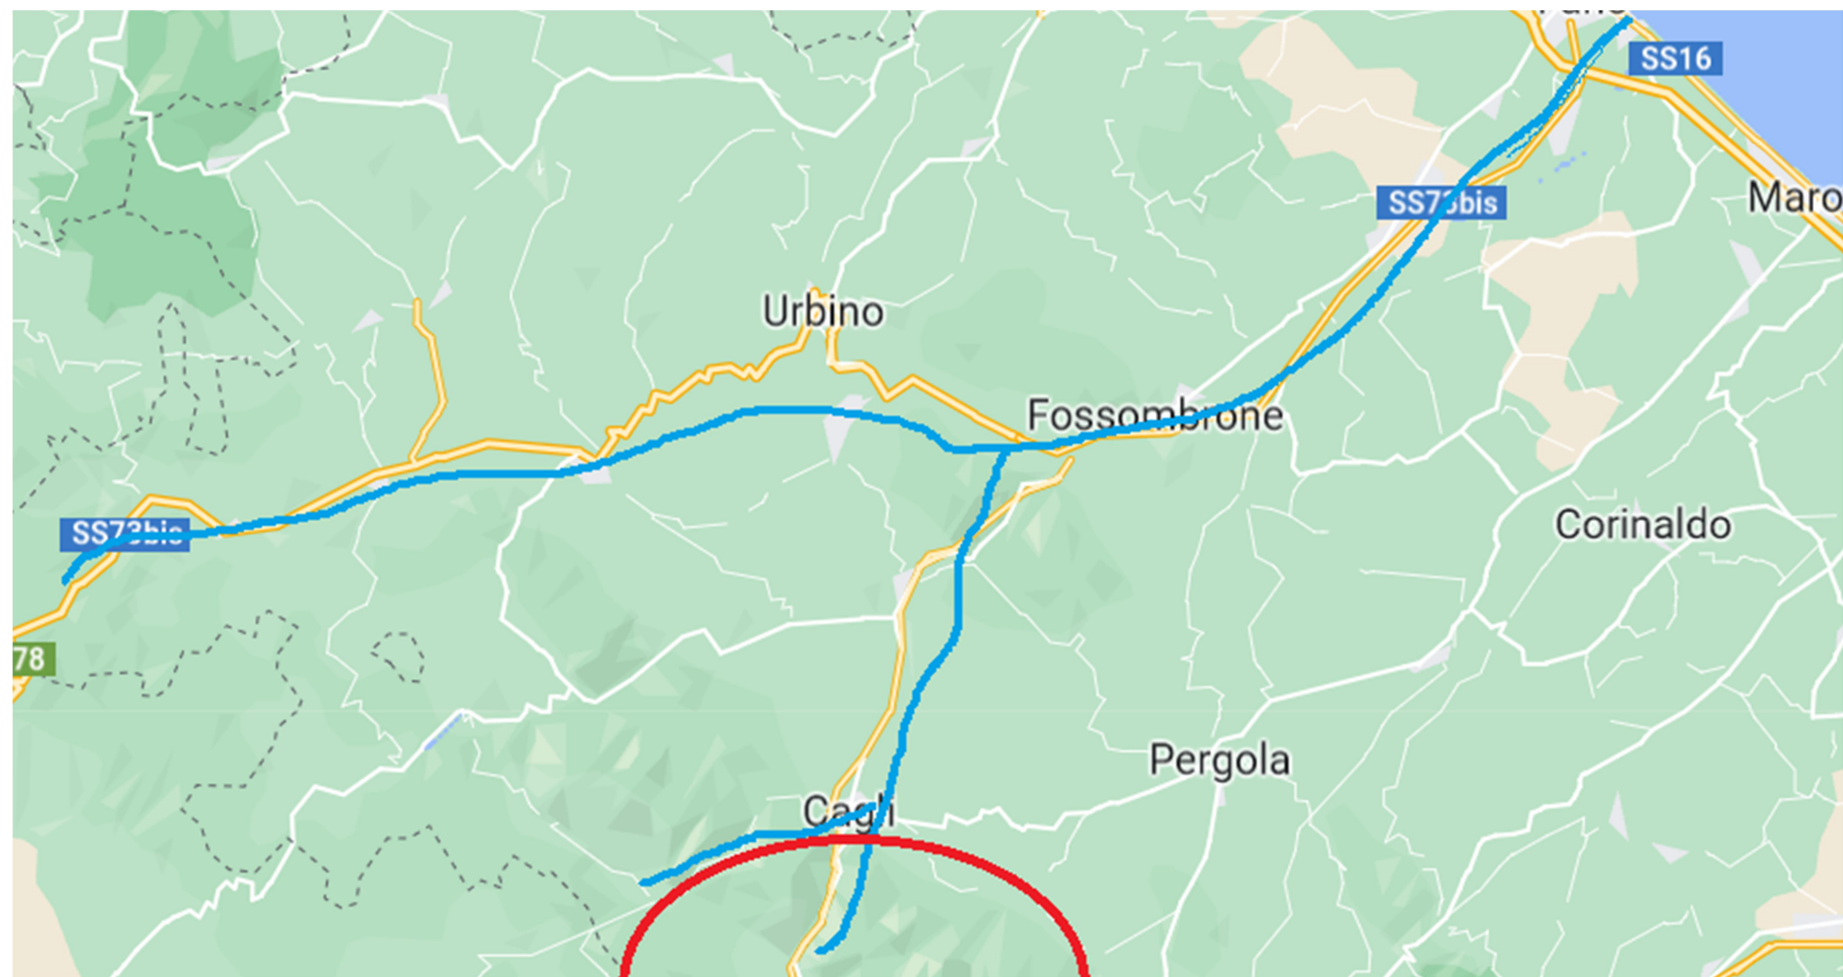 SS16
SS73bis
Maro
Urbino
Fossombrone
Corinaldo
SS73bis
78
Pergola
Cagli